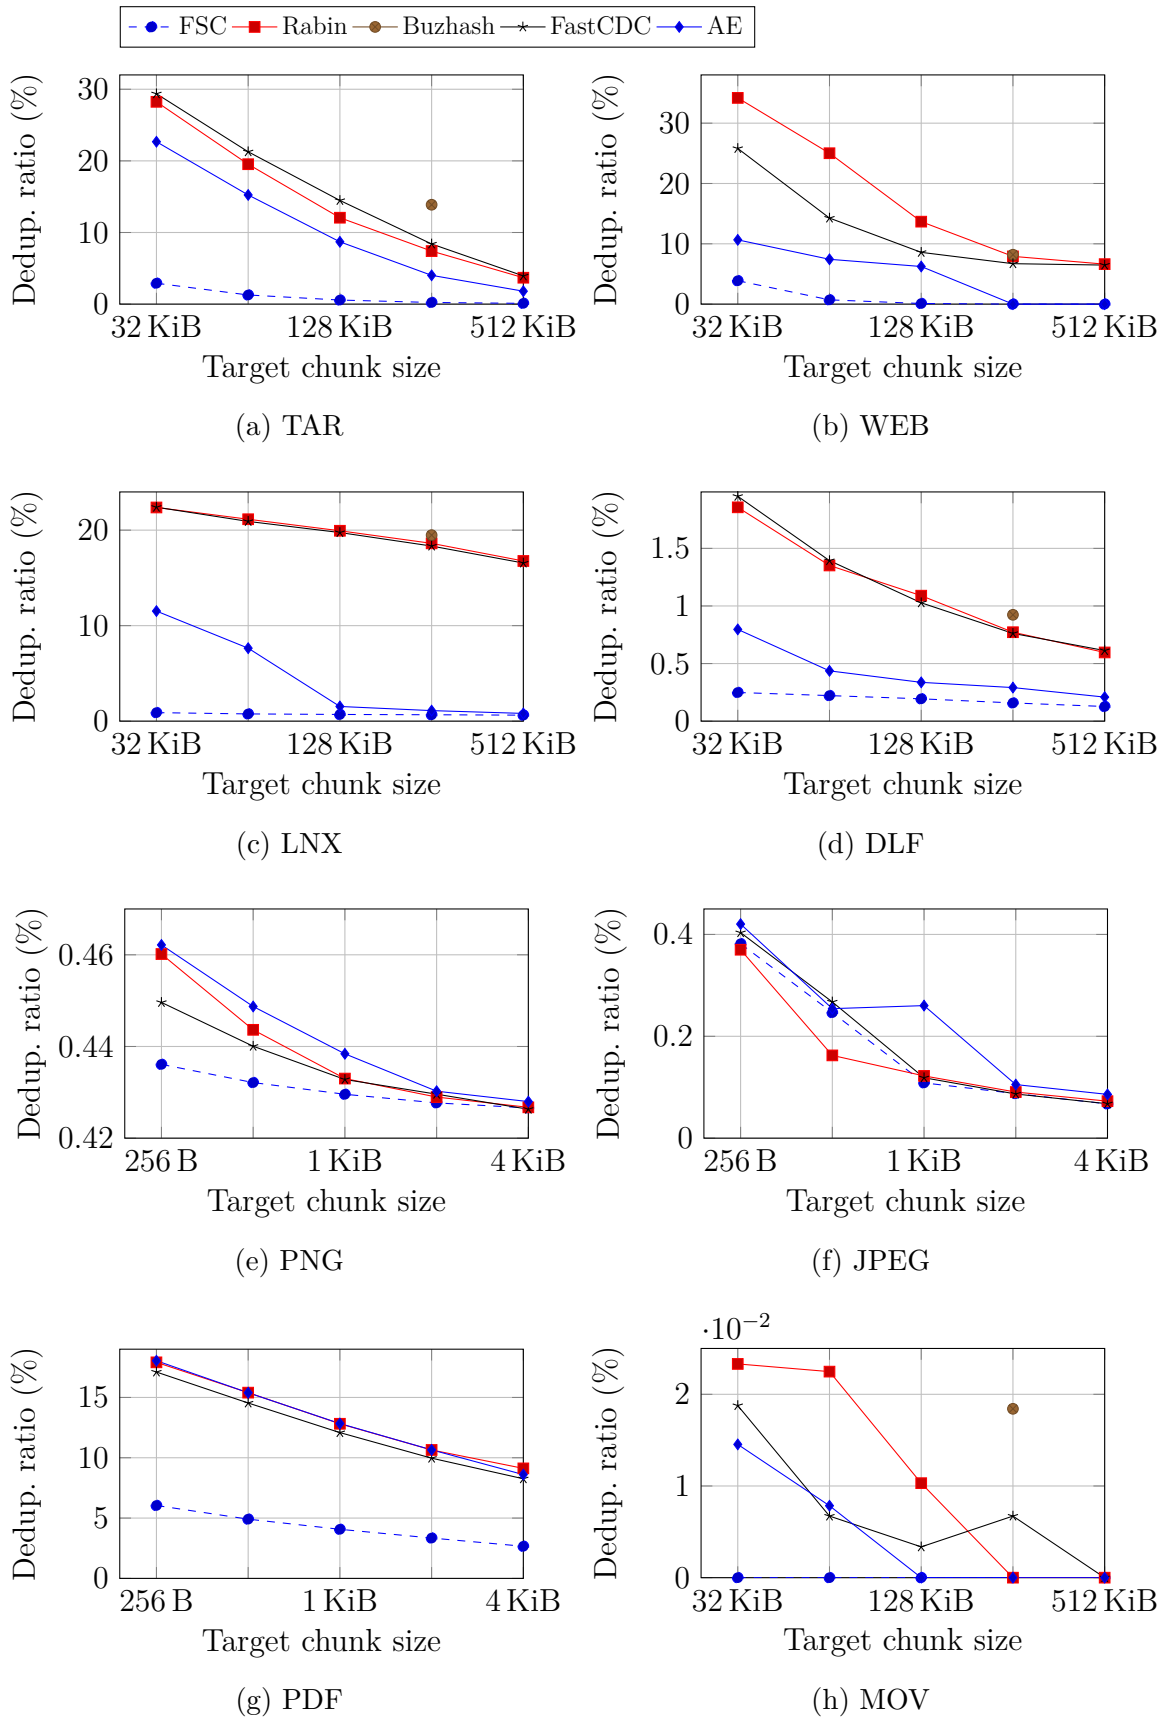 FSC Rabin Buzhash FastCDC AE
Dedup. ratio (%)
30
20
10
0
32 KiB 128 KiB 512 KiB
Target chunk size
(a) TAR
Dedup. ratio (%)
30
20
10
0
32 KiB 128 KiB 512 KiB
Target chunk size
(b) WEB
Dedup. ratio (%)
20
10
0
32 KiB 128 KiB 512 KiB
Target chunk size
(c) LNX
Dedup. ratio (%)
1.5
1
0.5
0
32 KiB 128 KiB 512 KiB
Target chunk size
(d) DLF
Dedup. ratio (%)
0.46
0.44
0.42
256 B 1 KiB 4 KiB
Target chunk size
(e) PNG
Dedup. ratio (%)
0.4
0.2
0
256 B 1 KiB 4 KiB
Target chunk size
(f) JPEG
Dedup. ratio (%)
15
10
5
0
256 B 1 KiB 4 KiB
Target chunk size
(g) PDF
·10⁻²
Dedup. ratio (%)
2
1
0
32 KiB 128 KiB 512 KiB
Target chunk size
(h) MOV